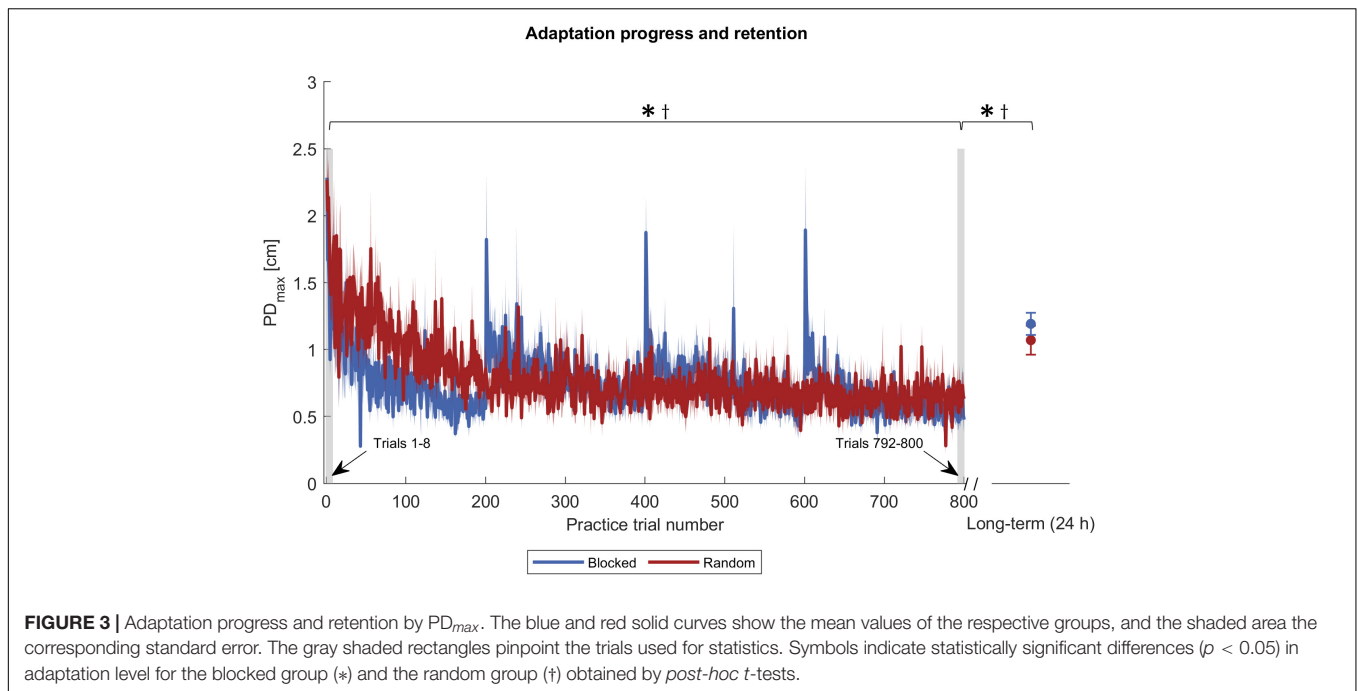 Adaptation progress and retention
3
* †
* †
2.5
2
1.5
1
0.5
0
PD_max [cm]
Trials 1-8
Trials 792-800
0 100 200 300 400 500 600 700 800
Practice trial number
Long-term (24 h)
Blocked Random
FIGURE 3 | Adaptation progress and retention by PD_max. The blue and red solid curves show the mean values of the respective groups, and the shaded area the
corresponding standard error. The gray shaded rectangles pinpoint the trials used for statistics. Symbols indicate statistically significant differences (p < 0.05) in
adaptation level for the blocked group (*) and the random group (†) obtained by post-hoc t-tests.